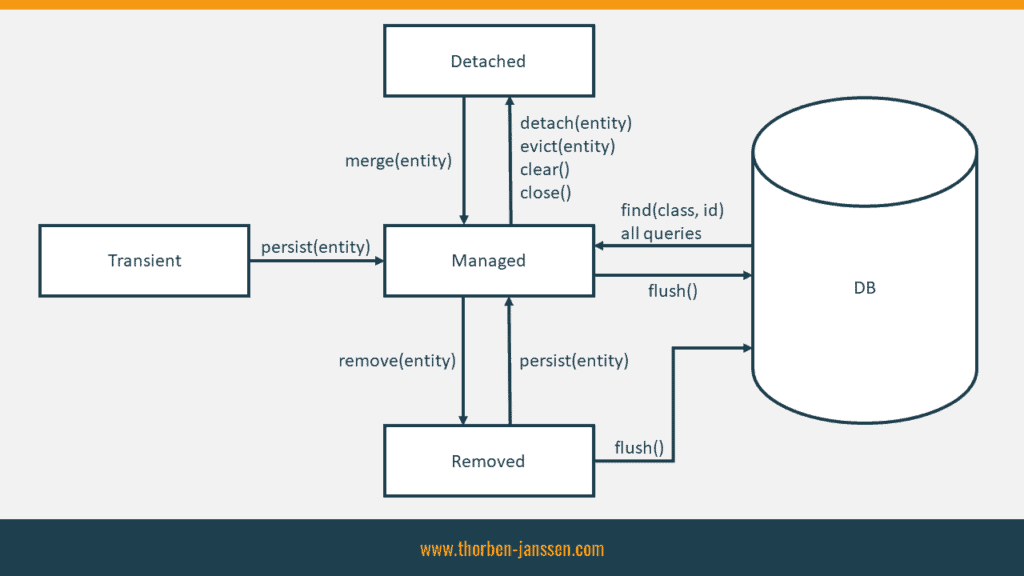 Detached
detach(entity)
evict(entity)
clear()
close()
merge(entity)
find(class, id)
all queries
Transient
persist(entity)
Managed
flush()
DB
remove(entity)
persist(entity)
Removed
flush()
www.thorben-janssen.com